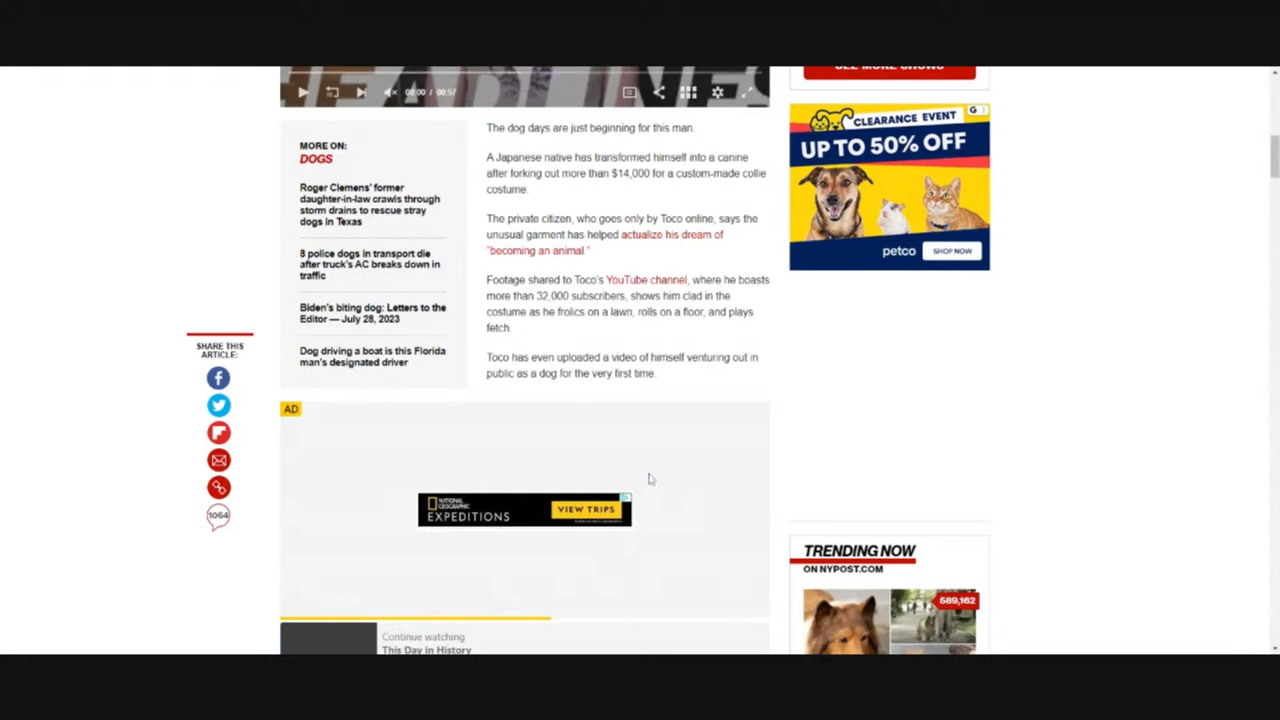 HEADLINES
00:00 / 00:57
MORE ON:
DOGS
Roger Clemens' former
daughter-in-law crawls through
storm drains to rescue stray
dogs in Texas
8 police dogs in transport die
after truck's AC breaks down in
traffic
Biden's biting dog: Letters to the
Editor — July 28, 2023
Dog driving a boat is this Florida
man's designated driver
The dog days are just beginning for this man.
A Japanese native has transformed himself into a canine
after forking out more than $14,000 for a custom-made collie
costume.
The private citizen, who goes only by Toco online, says the
unusual garment has helped actualize his dream of
"becoming an animal."
Footage shared to Toco's YouTube channel, where he boasts
more than 32,000 subscribers, shows him clad in the
costume as he frolics on a lawn, rolls on a floor, and plays
fetch.
Toco has even uploaded a video of himself venturing out in
public as a dog for the very first time.
SHARE THIS
ARTICLE:
1064
AD
NATIONAL
GEOGRAPHIC
EXPEDITIONS
VIEW TRIPS
Continue watching
This Day in History
SEE MORE SHOWS
CLEARANCE EVENT
UP TO 50% OFF
petco
SHOP NOW
TRENDING NOW
ON NYPOST.COM
589,162